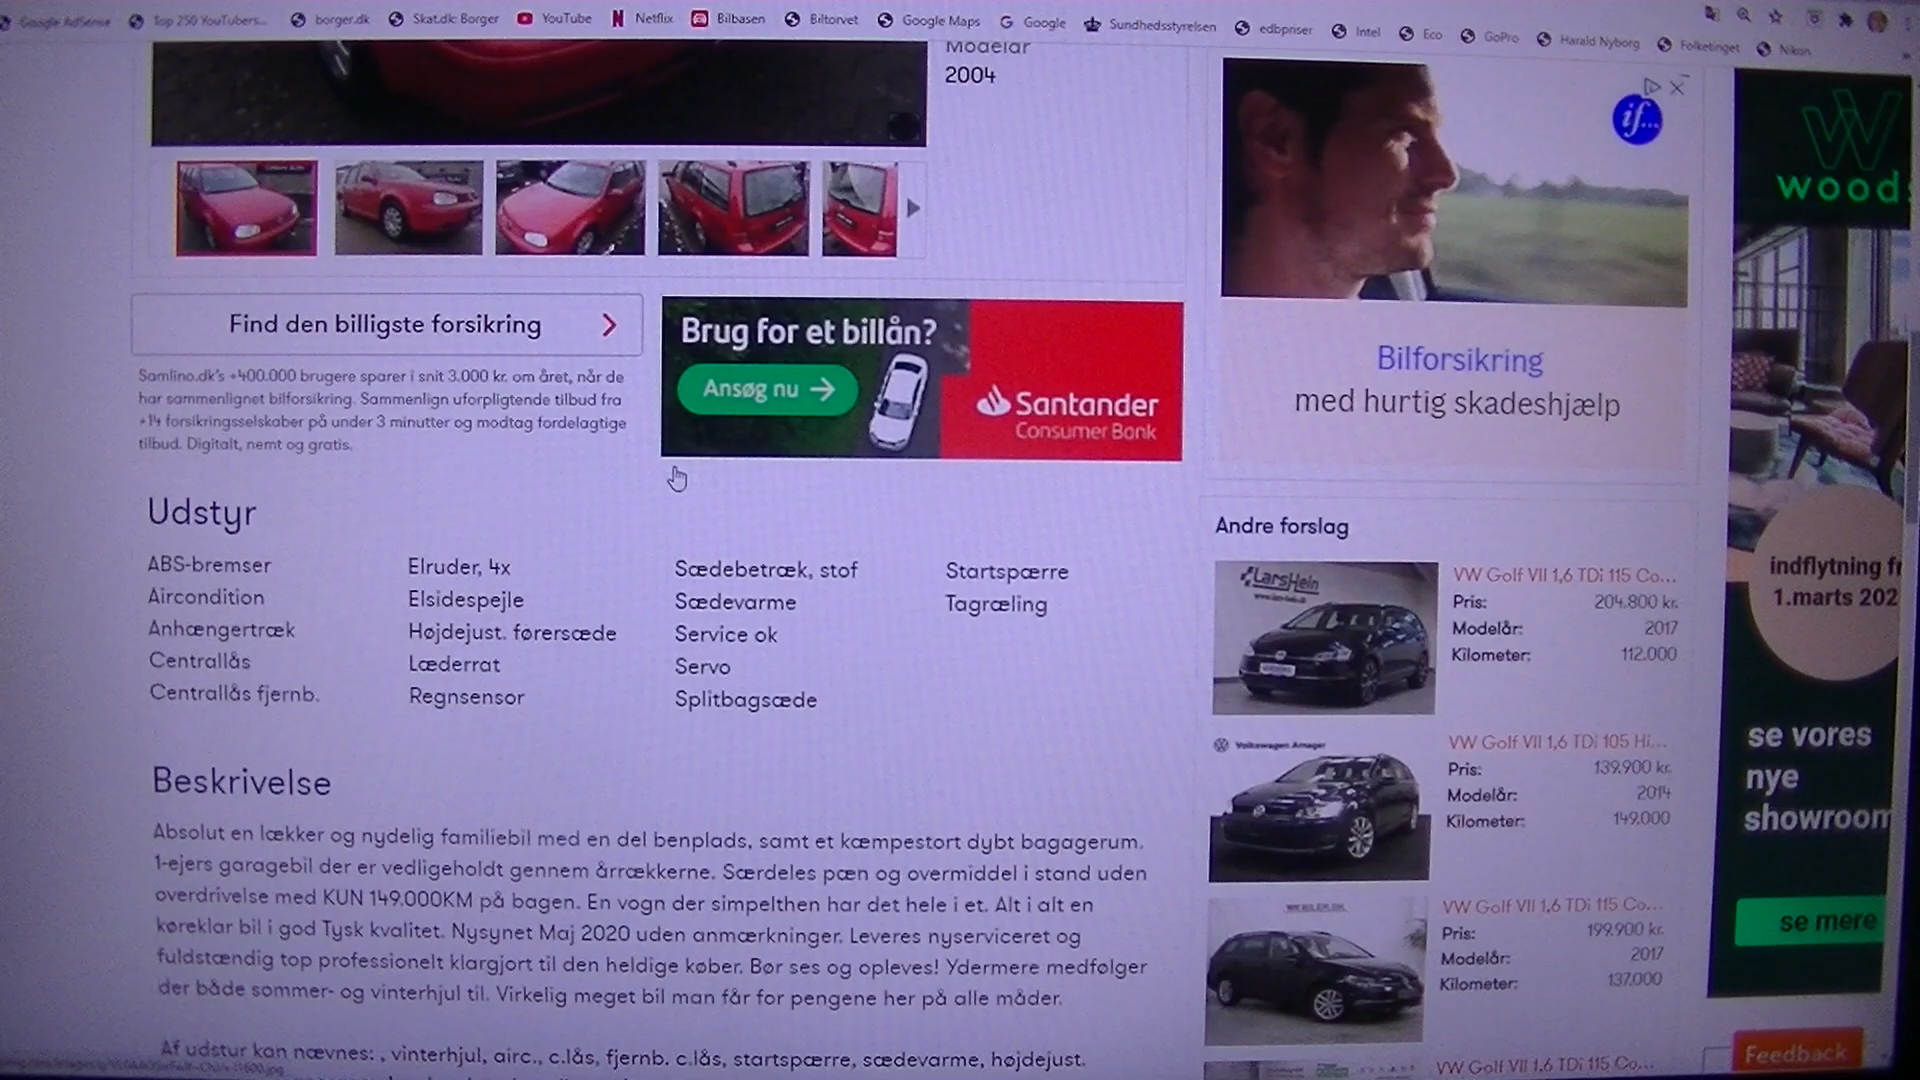 Google AdSense
Top 250 YouTubers...
borger.dk
Skat.dk: Borger
YouTube
Netflix
Bilbasen
Biltorvet
Google Maps
Google
Sundhedsstyrelsen
edbpriser
Intel
Eco
GoPro
Harald Nyborg
Folketinget
Nikon
Modelår
2004
Find den billigste forsikring
Samlino.dk's +400.000 brugere sparer i snit 3.000 kr. om året, når de
har sammenlignet bilforsikring. Sammenlign uforpligtende tilbud fra
+14 forsikringsselskaber på under 3 minutter og modtag fordelagtige
tilbud. Digitalt, nemt og gratis.
Brug for et billån?
Ansøg nu →
Santander
Consumer Bank
Udstyr
ABS-bremser
Aircondition
Anhængertræk
Centrallås
Centrallås fjernb.
Elruder, 4x
Elsidespejle
Højdejust. førersæde
Læderrat
Regnsensor
Sædebetræk, stof
Sædevarme
Service ok
Servo
Splitbagsæde
Startspærre
Tagræling
Beskrivelse
Absolut en lækker og nydelig familiebil med en del benplads, samt et kæmpestort dybt bagagerum.
1-ejers garagebil der er vedligeholdt gennem årrækkerne. Særdeles pæn og overmiddel i stand uden
overdrivelse med KUN 149.000KM på bagen. En vogn der simpelthen har det hele i et. Alt i alt en
køreklar bil i god Tysk kvalitet. Nysynet Maj 2020 uden anmærkninger. Leveres nyserviceret og
fuldstændig top professionelt klargjort til den heldige køber. Bør ses og opleves! Ydermere medfølger
der både sommer- og vinterhjul til. Virkelig meget bil man får for pengene her på alle måder.
Af udstur kan nævnes: , vinterhjul, airc., c.lås, fjernb. c.lås, startspærre, sædevarme, højdejust.
if...
Bilforsikring
med hurtig skadeshjælp
Andre forslag
LarsHein
VW Golf VII 1,6 TDi 115 Co...
Pris: 204.800 kr.
Modelår: 2017
Kilometer: 112.000
Volkswagen Amager
VW Golf VII 1,6 TDi 105 Hi...
Pris: 139.900 kr.
Modelår: 2014
Kilometer: 149.000
VW Golf VII 1,6 TDi 115 Co...
Pris: 199.900 kr.
Modelår: 2017
Kilometer: 137.000
VW Golf VII 1,6 TDi 115 Co...
woods
indflytning fr
1.marts 202
se vores
nye
showroom
se mere
Feedback